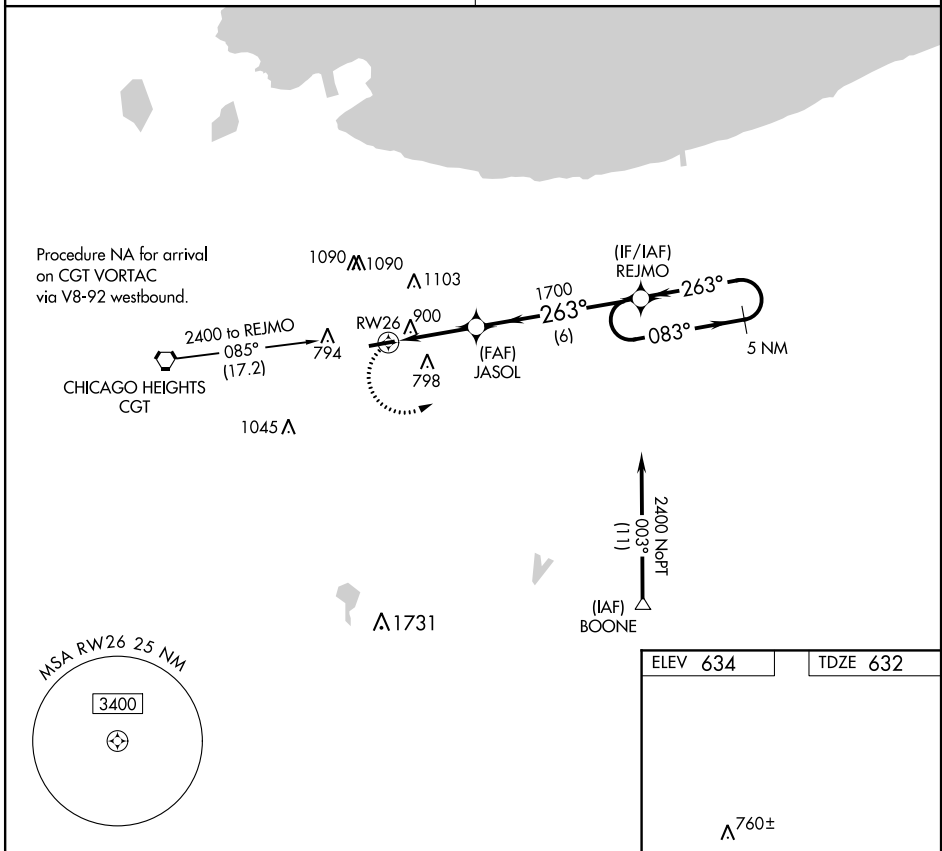 Procedure NA for arrival
on CGT VORTAC
via V8-92 westbound.
1090
1090
1103
(IF/IAF)
REJMO
1700
263°
(6)
263°
083°
5 NM
2400 to REJMO
085°
(17.2)
794
RW26
900
798
(FAF)
JASOL
CHICAGO HEIGHTS
CGT
1045
2400 NoPT
003°
(11)
(IAF)
BOONE
1731
MSA RW26 25 NM
3400
ELEV 634
TDZE 632
760±